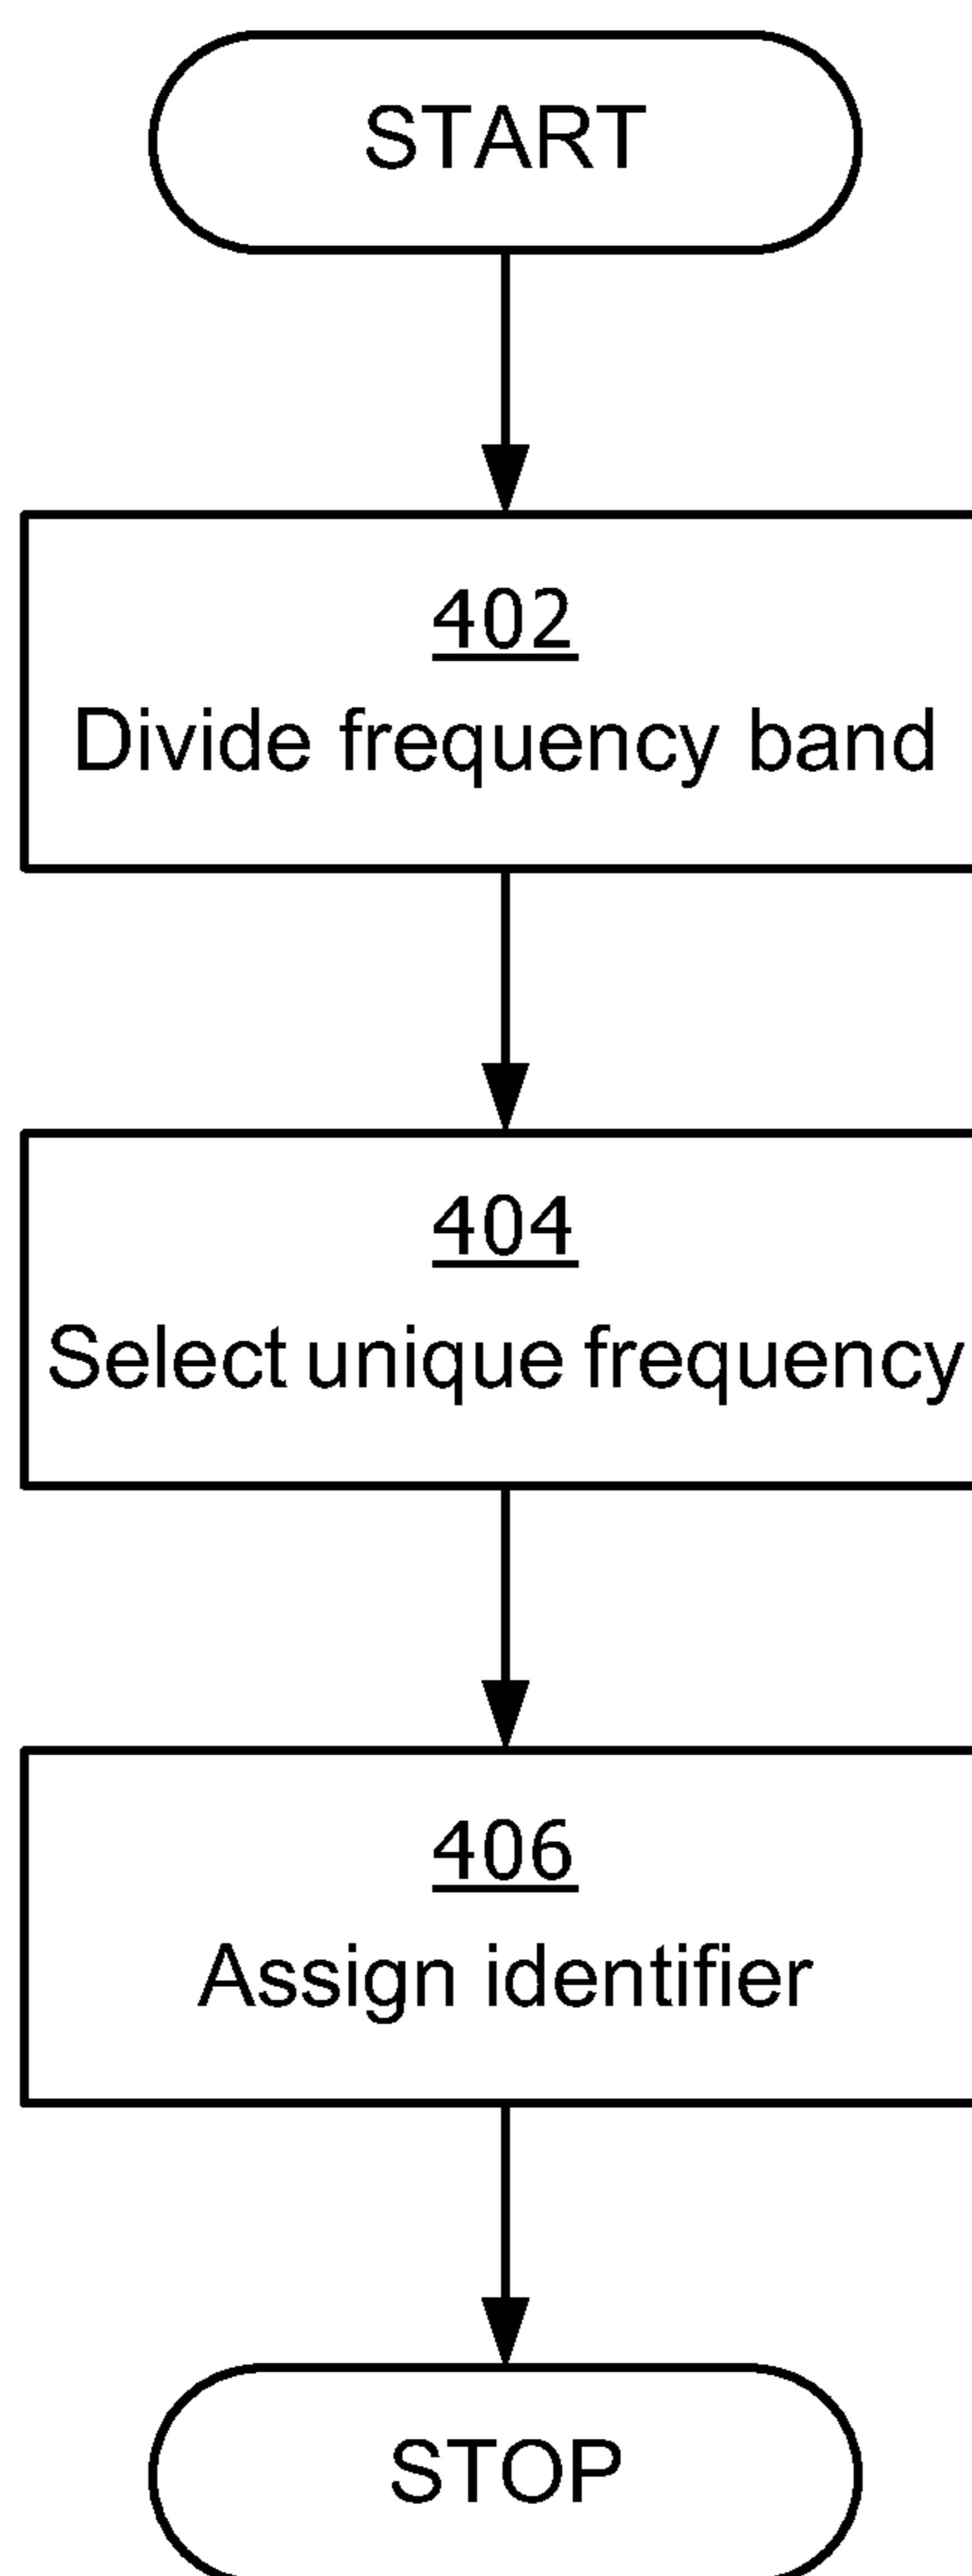 START
402
Divide frequency band
404
Select unique frequency
406
Assign identifier
STOP